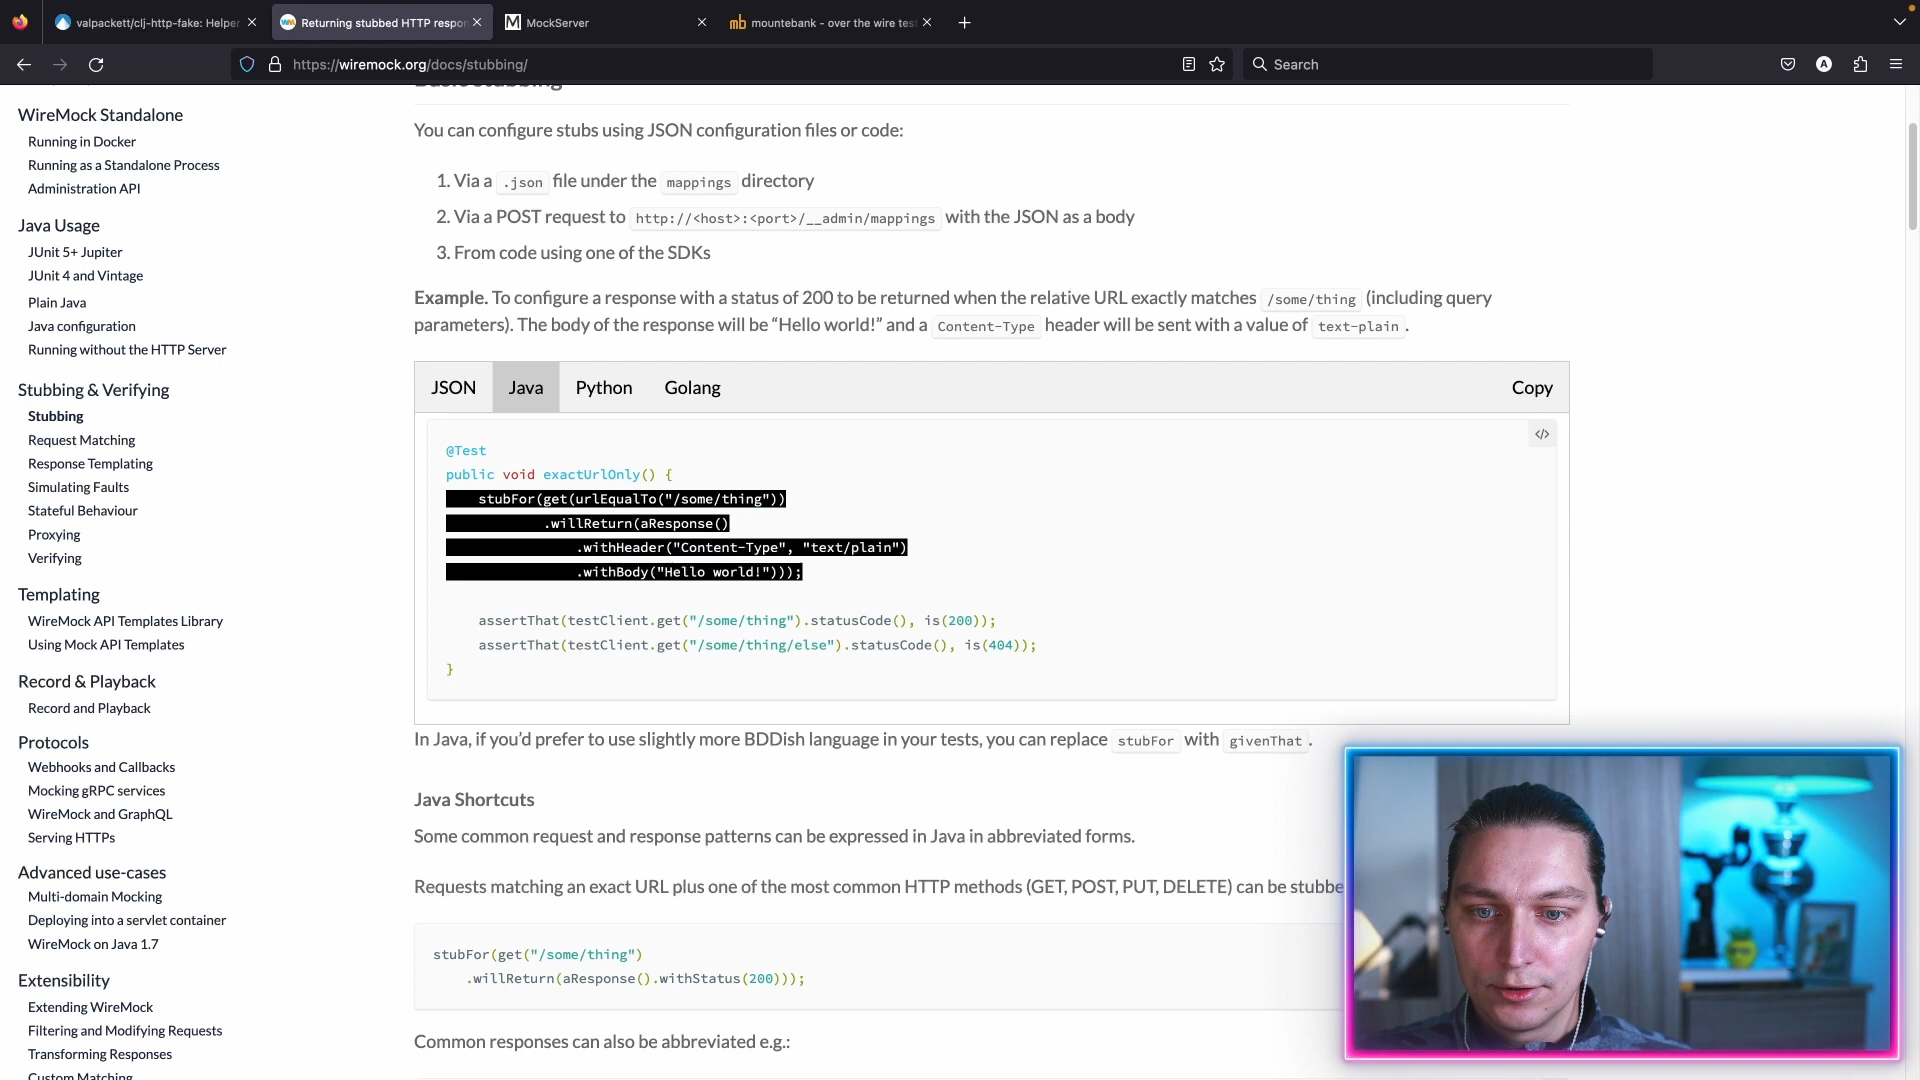 valpackett/clj-http-fake: Helper
Returning stubbed HTTP respon
MockServer
mb mountebank - over the wire tes
https://wiremock.org/docs/stubbing/
Search
A
WireMock Standalone
Running in Docker
Running as a Standalone Process
Administration API
Java Usage
JUnit 5+ Jupiter
JUnit 4 and Vintage
Plain Java
Java configuration
Running without the HTTP Server
Stubbing & Verifying
Stubbing
Request Matching
Response Templating
Simulating Faults
Stateful Behaviour
Proxying
Verifying
Templating
WireMock API Templates Library
Using Mock API Templates
Record & Playback
Record and Playback
Protocols
Webhooks and Callbacks
Mocking gRPC services
WireMock and GraphQL
Serving HTTPs
Advanced use-cases
Multi-domain Mocking
Deploying into a servlet container
WireMock on Java 1.7
Extensibility
Extending WireMock
Filtering and Modifying Requests
Transforming Responses
Custom Matching
Basic stubbing
You can configure stubs using JSON configuration files or code:
1. Via a .json file under the mappings directory
2. Via a POST request to http://<host>:<port>/__admin/mappings with the JSON as a body
3. From code using one of the SDKs
Example. To configure a response with a status of 200 to be returned when the relative URL exactly matches /some/thing (including query
parameters). The body of the response will be “Hello world!” and a Content-Type header will be sent with a value of text-plain.
JSON Java Python Golang Copy
</>
@Test
public void exactUrlOnly() {
stubFor(get(urlEqualTo("/some/thing"))
.willReturn(aResponse()
.withHeader("Content-Type", "text/plain")
.withBody("Hello world!")));
assertThat(testClient.get("/some/thing").statusCode(), is(200));
assertThat(testClient.get("/some/thing/else").statusCode(), is(404));
}
In Java, if you’d prefer to use slightly more BDDish language in your tests, you can replace stubFor with givenThat.
Java Shortcuts
Some common request and response patterns can be expressed in Java in abbreviated forms.
Requests matching an exact URL plus one of the most common HTTP methods (GET, POST, PUT, DELETE) can be stubbe
stubFor(get("/some/thing")
.willReturn(aResponse().withStatus(200)));
Common responses can also be abbreviated e.g.: